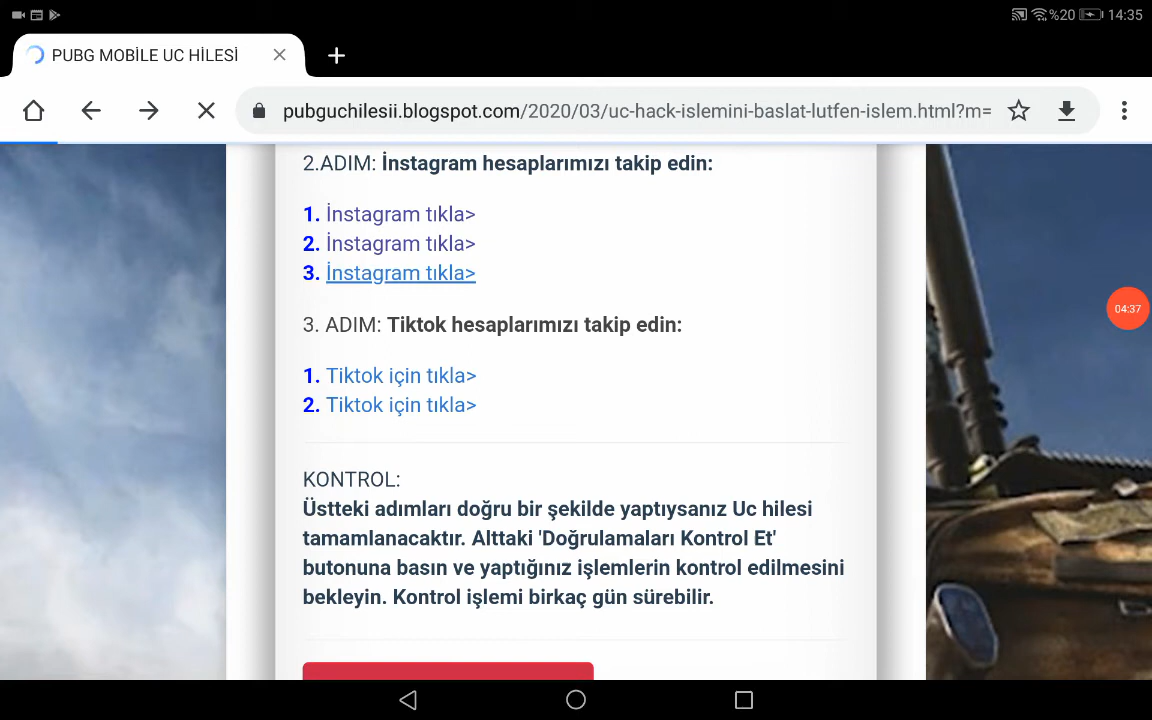 %20 14:35
PUBG MOBİLE UC HİLESİ
pubguchilesii.blogspot.com/2020/03/uc-hack-islemini-baslat-lutfen-islem.html?m=
2.ADIM: İnstagram hesaplarımızı takip edin:
1. İnstagram tıkla>
2. İnstagram tıkla>
3. İnstagram tıkla>
04:37
3. ADIM: Tiktok hesaplarımızı takip edin:
1. Tiktok için tıkla>
2. Tiktok için tıkla>
KONTROL:
Üstteki adımları doğru bir şekilde yaptıysanız Uc hilesi
tamamlanacaktır. Alttaki 'Doğrulamaları Kontrol Et'
butonuna basın ve yaptığınız işlemlerin kontrol edilmesini
bekleyin. Kontrol işlemi birkaç gün sürebilir.